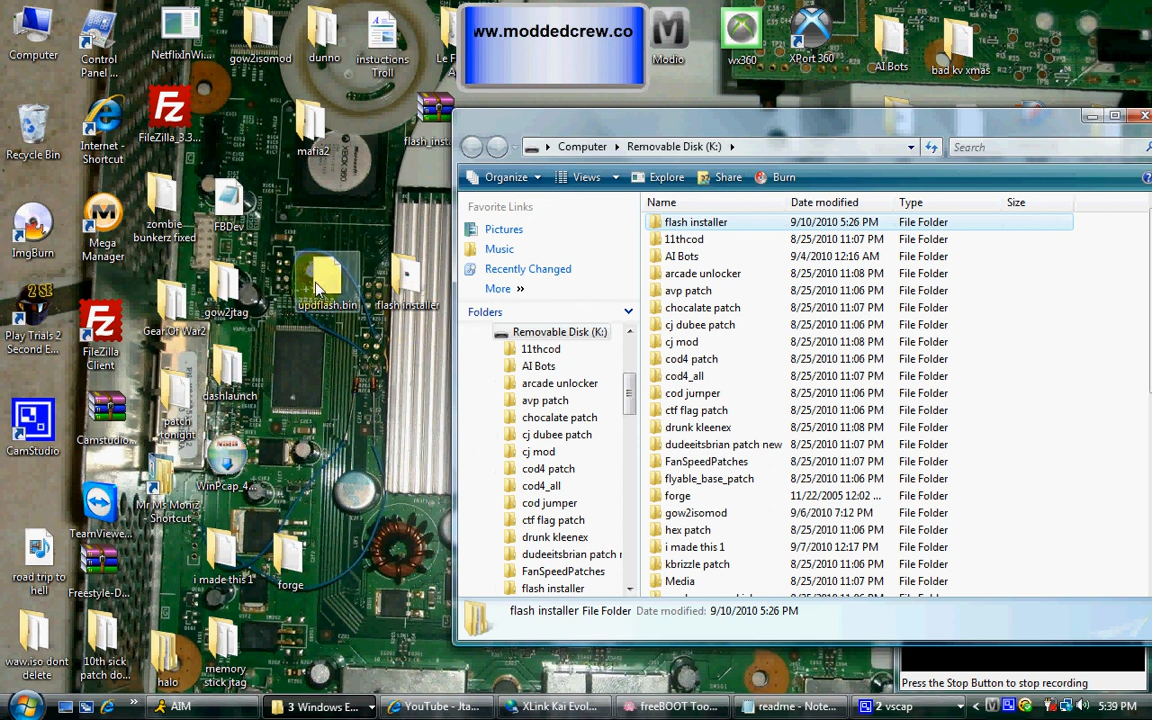 Computer
Control
Panel ...
NetflixInWi...
gow2isomod
dunno
instuctions
Troll
Le F
A
www.moddedcrew.co
Modio
wx360
XPort 360
AI Bots
bad kv xmas
Recycle Bin
Internet -
Shortcut
FileZilla_3.3...
mafia2
flash_inst...
Computer
Removable Disk (K:)
Search
Organize
Views
Explore
Share
Burn
ImgBurn
Mega
Manager
zombie
bunkerz fixed
FBDev
updflash.bin
flash installer
Play Trials 2
Second E...
FileZilla
Client
Gear Of War2
gow2jtag
CamStudio
Camstudio...
patch
tonight
dashlaunch
WinPcap_4...
TeamViewe...
Mr Ms Moniz
- Shortcut
road trip to
hell
Freestyle-D...
i made this 1
forge
waw.iso dont
delete
10th sick
patch do...
halo
memory
stick jtag
Favorite Links
Pictures
Music
Recently Changed
More »
Folders
Removable Disk (K:)
11thcod
AI Bots
arcade unlocker
avp patch
chocalate patch
cj dubee patch
cj mod
cod4 patch
cod4_all
cod jumper
ctf flag patch
drunk kleenex
dudeeitsbrian patch r
FanSpeedPatches
flash installer
Name Date modified Type Size
flash installer 9/10/2010 5:26 PM File Folder
11thcod 8/25/2010 11:07 PM File Folder
AI Bots 9/4/2010 12:16 AM File Folder
arcade unlocker 8/25/2010 11:08 PM File Folder
avp patch 8/25/2010 11:07 PM File Folder
chocalate patch 8/25/2010 11:07 PM File Folder
cj dubee patch 8/25/2010 11:07 PM File Folder
cj mod 8/25/2010 11:08 PM File Folder
cod4 patch 8/25/2010 11:06 PM File Folder
cod4_all 8/25/2010 11:07 PM File Folder
cod jumper 8/25/2010 11:07 PM File Folder
ctf flag patch 8/25/2010 11:06 PM File Folder
drunk kleenex 8/25/2010 11:08 PM File Folder
dudeeitsbrian patch new 8/25/2010 11:07 PM File Folder
FanSpeedPatches 8/25/2010 11:07 PM File Folder
flyable_base_patch 8/25/2010 11:06 PM File Folder
forge 11/22/2005 12:02 ... File Folder
gow2isomod 9/6/2010 7:12 PM File Folder
hex patch 8/25/2010 11:06 PM File Folder
i made this 1 9/7/2010 12:17 PM File Folder
kbrizzle patch 8/25/2010 11:06 PM File Folder
Media 8/25/2010 11:07 PM File Folder
flash installer File Folder Date modified: 9/10/2010 5:26 PM
Press the Stop Button to stop recording
AIM
3 Windows E...
YouTube - Jta...
XLink Kai Evol...
freeBOOT Too...
readme - Note...
2 vscap
5:39 PM